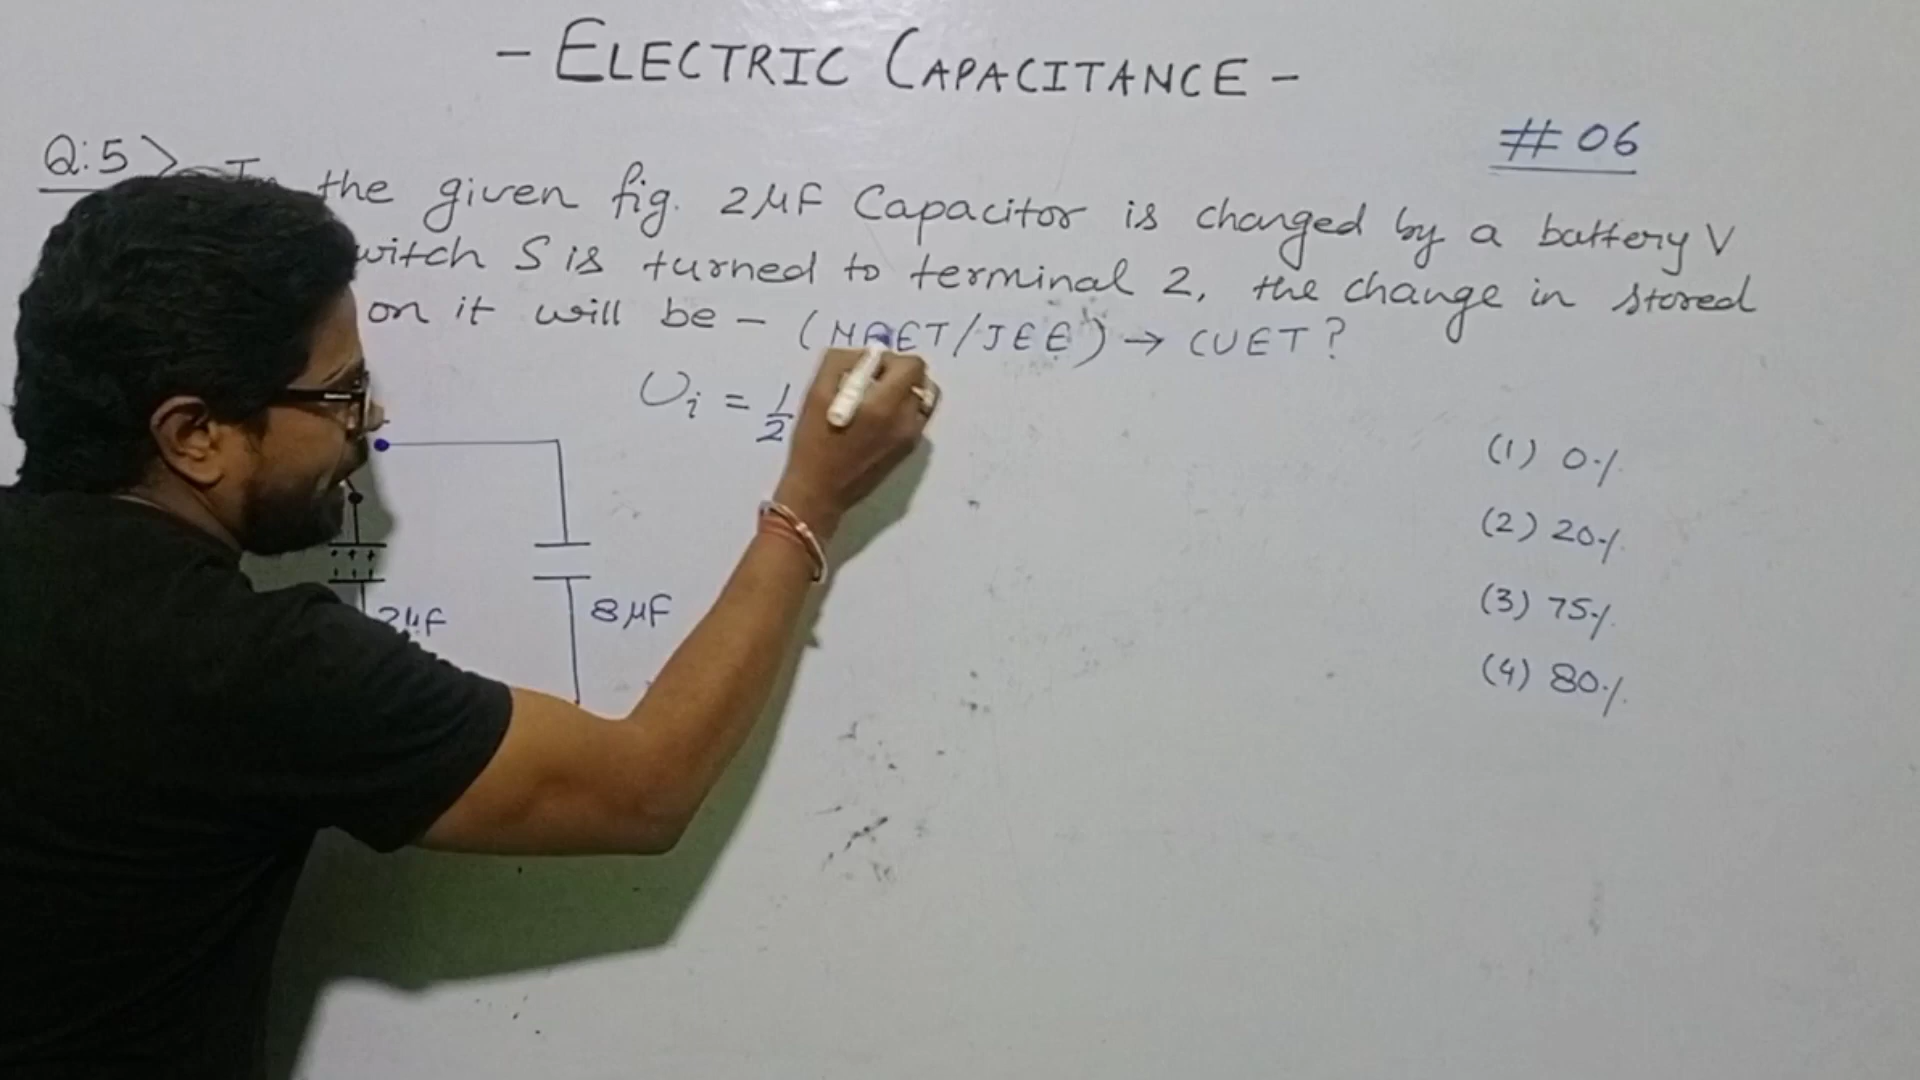 - ELECTRIC CAPACITANCE -
# 06
Q:5> In the given fig. 2μF Capacitor is charged by a battery V
witch S is turned to terminal 2, the change in stored
on it will be - (NEET/JEE) → CUET?
Ui = 1/2
2μF
8μF
(1) 0%
(2) 20%
(3) 75%
(4) 80%